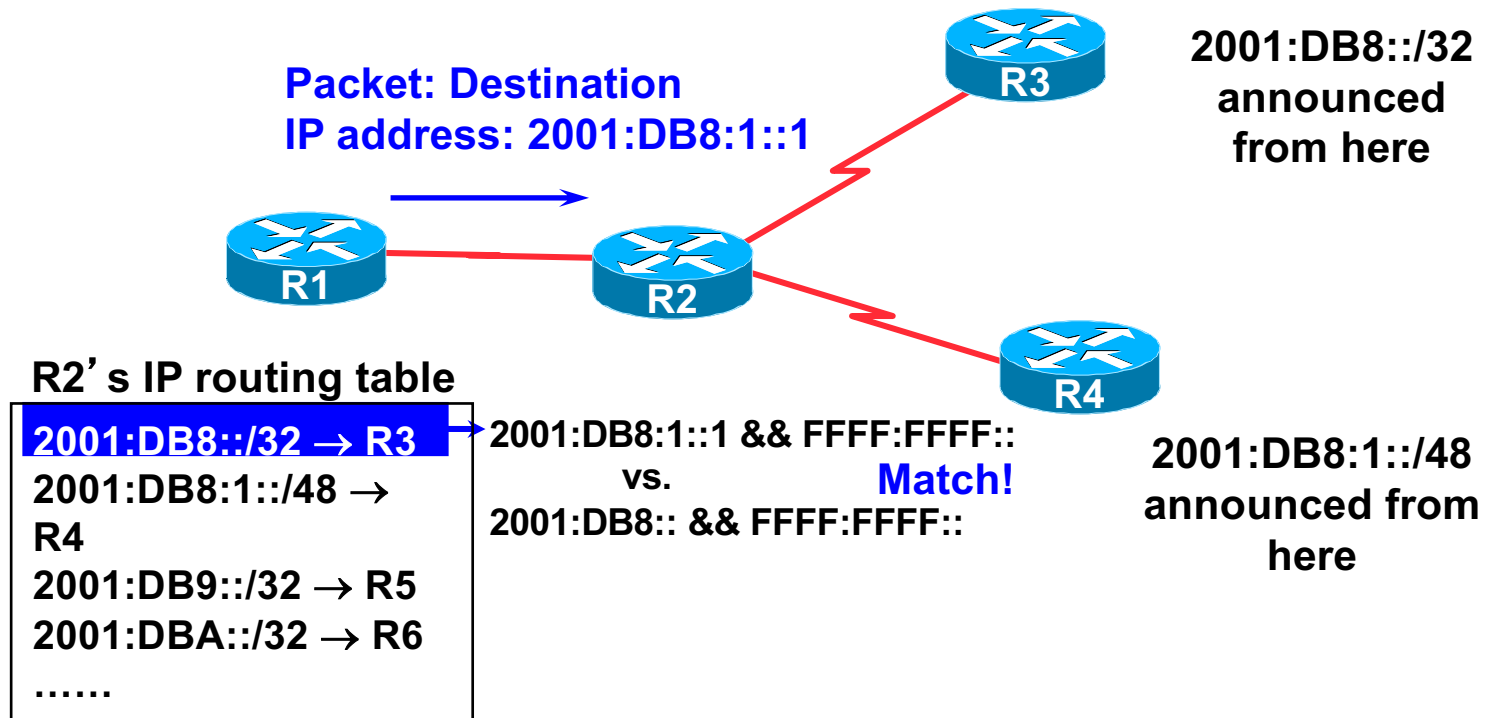 R3
2001:DB8::/32
announced
from here
Packet: Destination
IP address: 2001:DB8:1::1
R1
R2
R4
R2’s IP routing table
2001:DB8::/32 → R3
2001:DB8:1::/48 →
R4
2001:DB9::/32 → R5
2001:DBA::/32 → R6
……
2001:DB8:1::1 && FFFF:FFFF::
vs.
Match!
2001:DB8:: && FFFF:FFFF::
2001:DB8:1::/48
announced from
here